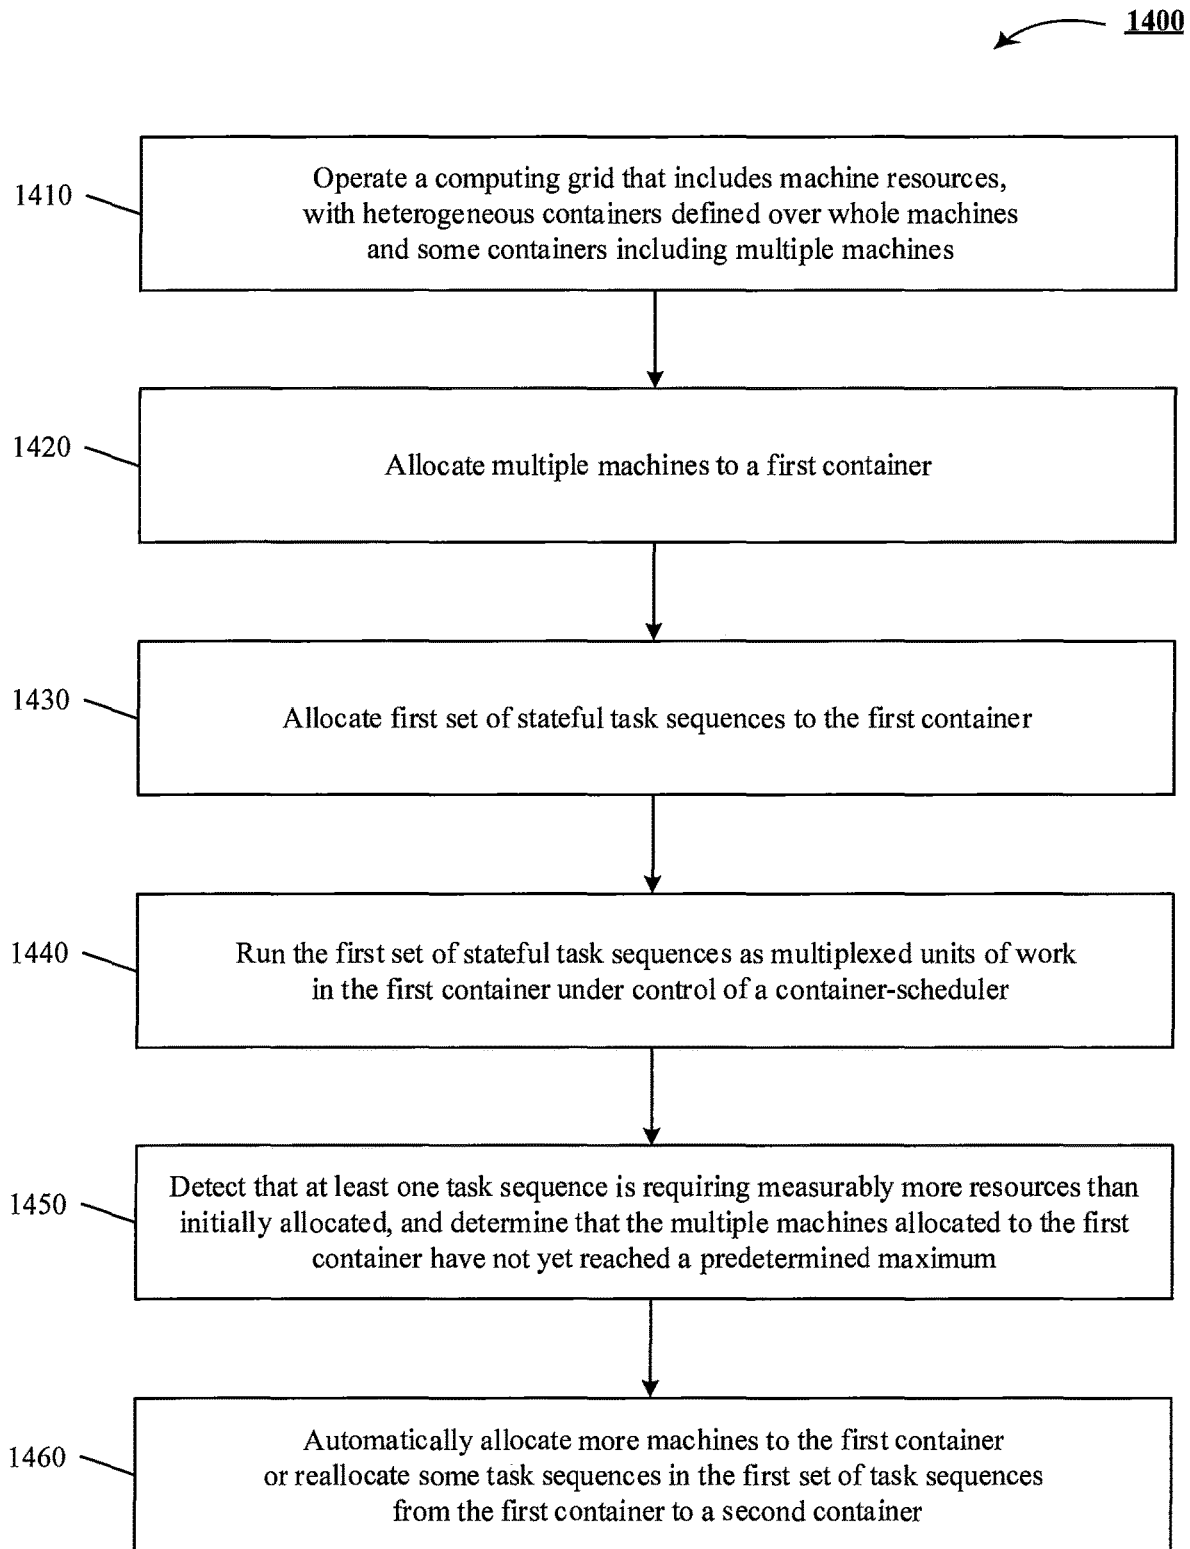 1400
1410
Operate a computing grid that includes machine resources,
with heterogeneous containers defined over whole machines
and some containers including multiple machines
1420
Allocate multiple machines to a first container
1430
Allocate first set of stateful task sequences to the first container
1440
Run the first set of stateful task sequences as multiplexed units of work
in the first container under control of a container-scheduler
1450
Detect that at least one task sequence is requiring measurably more resources than
initially allocated, and determine that the multiple machines allocated to the first
container have not yet reached a predetermined maximum
1460
Automatically allocate more machines to the first container
or reallocate some task sequences in the first set of task sequences
from the first container to a second container